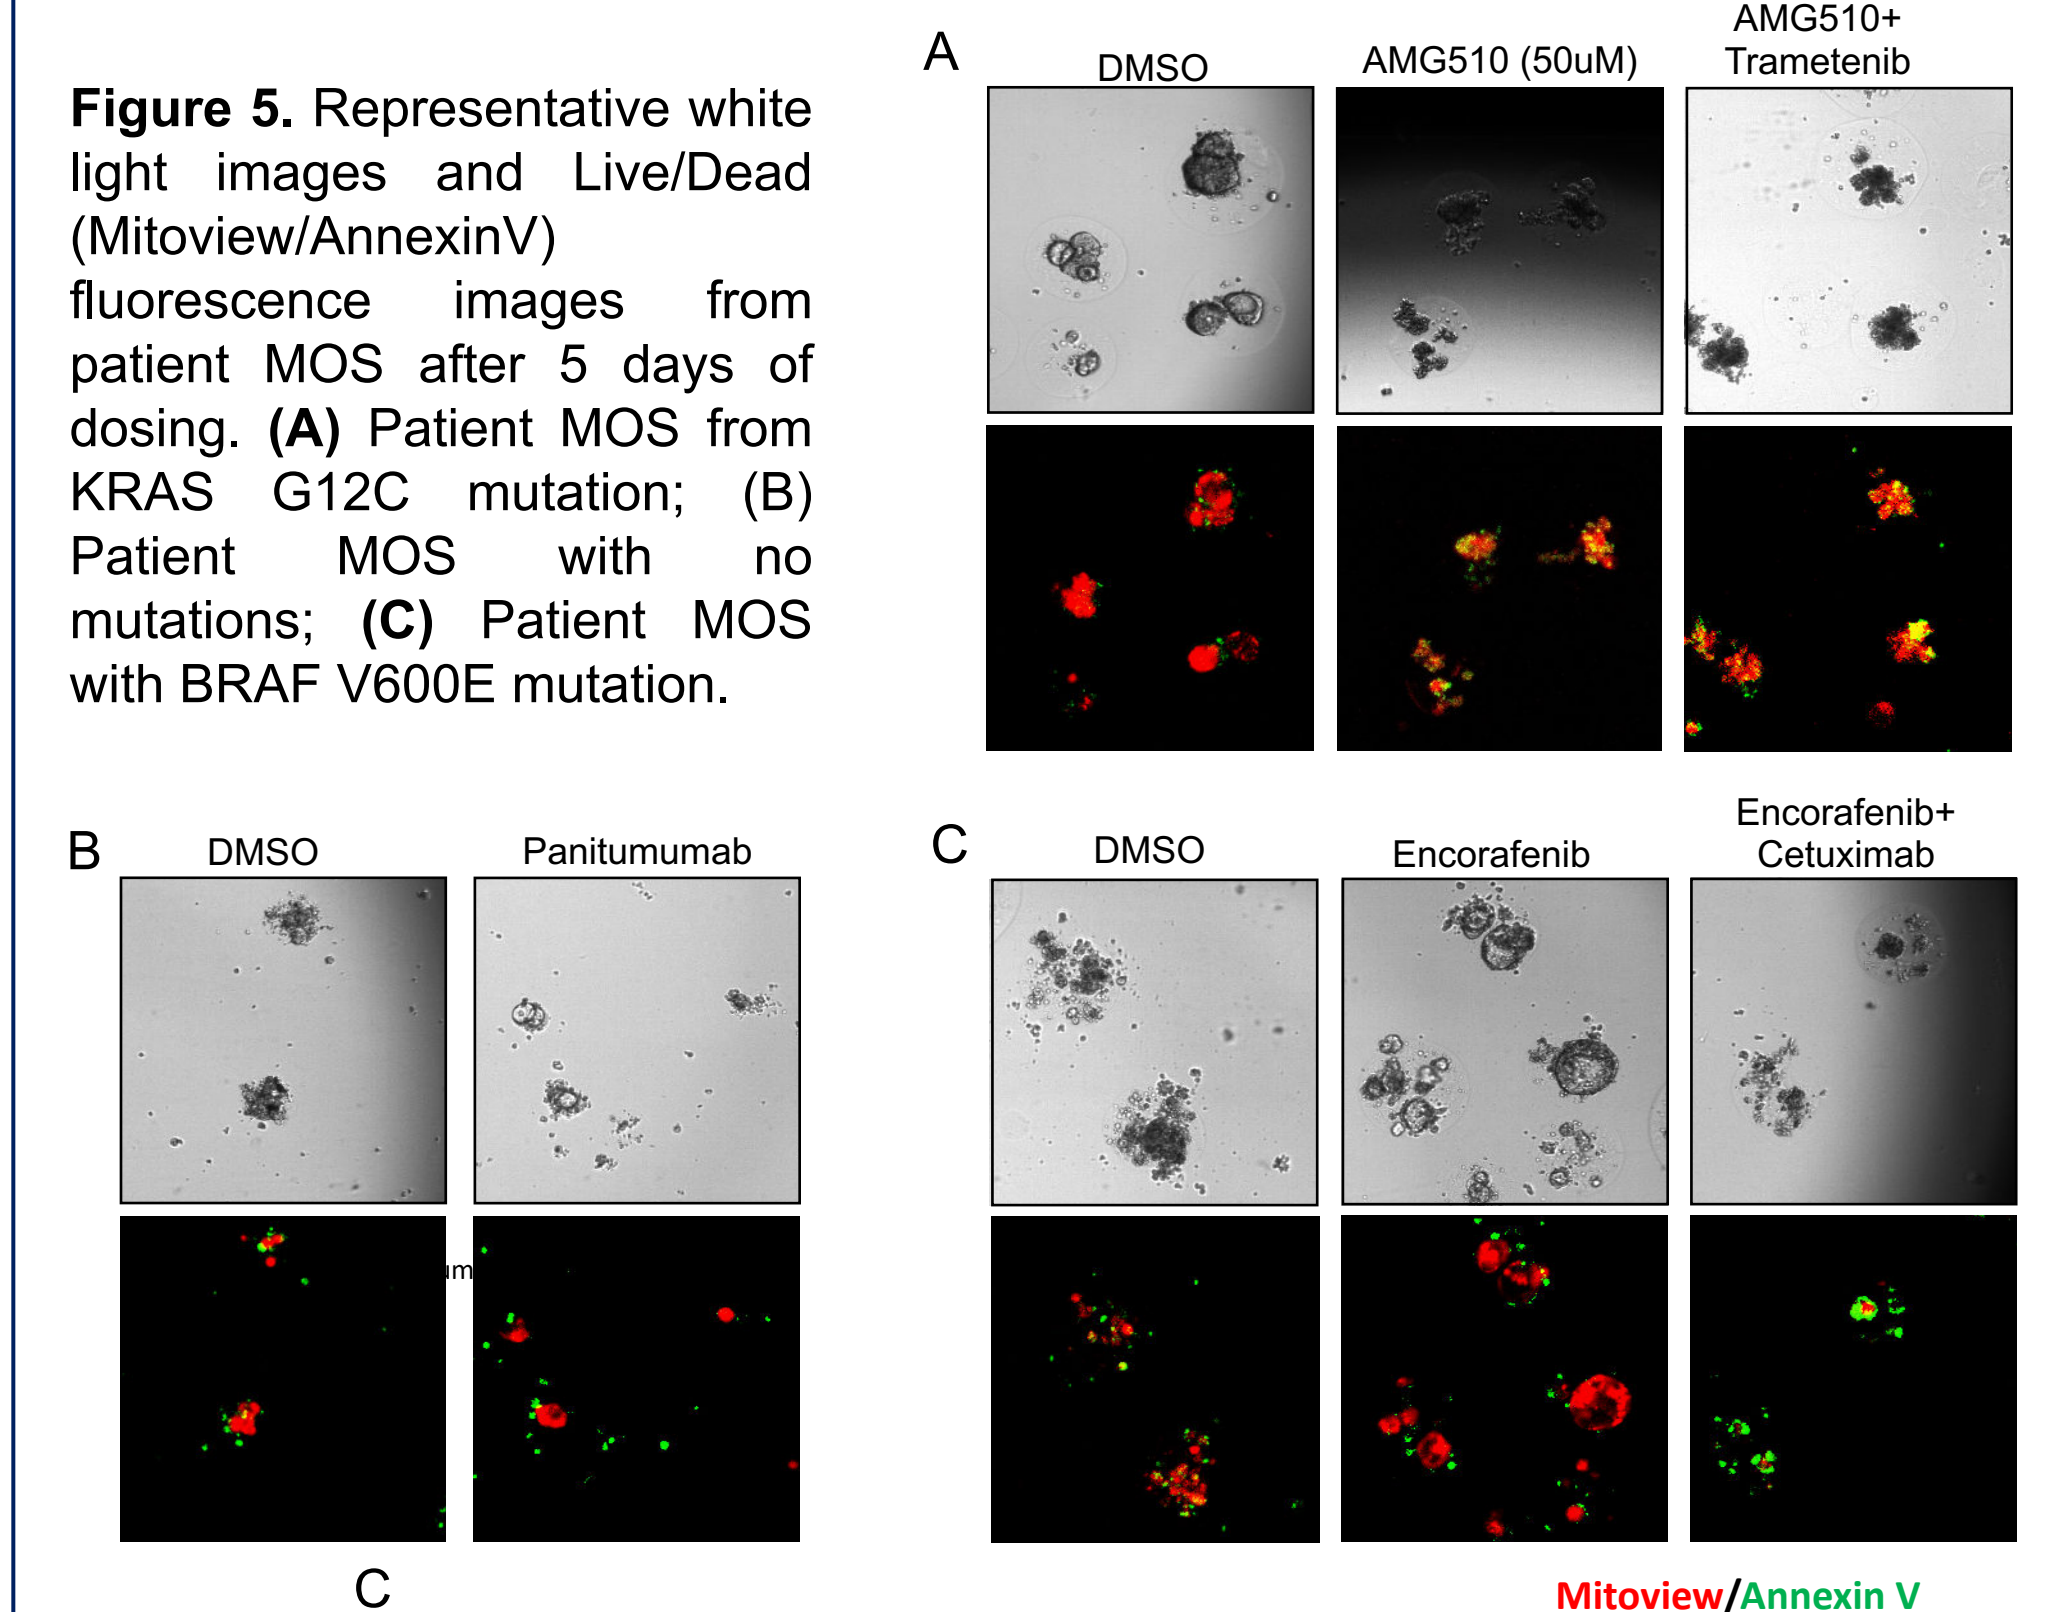 Figure 5. Representative white
light images and Live/Dead
(Mitoview/AnnexinV)
fluorescence images from
patient MOS after 5 days of
dosing. (A) Patient MOS from
KRAS G12C mutation; (B)
Patient MOS with no
mutations; (C) Patient MOS
with BRAF V600E mutation.
A
DMSO
AMG510 (50uM)
AMG510+
Trametenib
B
DMSO
Panitumumab
um
C
DMSO
Encorafenib
Encorafenib+
Cetuximab
C
Mitoview/Annexin V